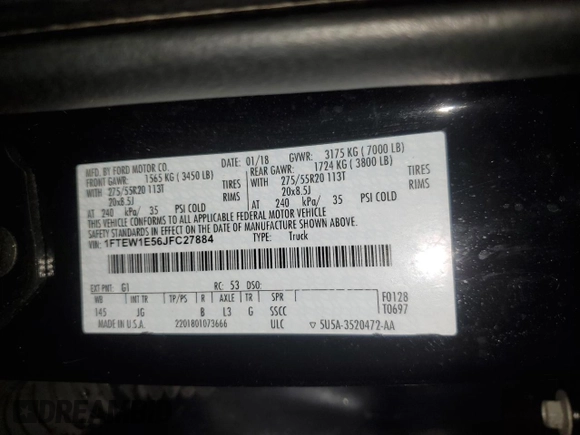 MFD. BY FORD MOTOR CO.
DATE: 01/18 GVWR: 3175 KG ( 7000 LB)
FRONT GAWR: 1565 KG ( 3450 LB)
REAR GAWR: 1724 KG ( 3800 LB)
WITH 275/55R20 113T TIRES
WITH 275/55R20 113T TIRES
20x8.5J RIMS
20x8.5J RIMS
AT 240 kPa/ 35 PSI COLD
AT 240 kPa/ 35 PSI COLD
THIS VEHICLE CONFORMS TO ALL APPLICABLE FEDERAL MOTOR VEHICLE
SAFETY STANDARDS IN EFFECT ON THE DATE OF MANUFACTURE SHOWN ABOVE.
VIN: 1FTEW1E56JFC27884 TYPE: Truck
EXT PNT: G1 RC: 53 DSO:
WB INT TR TP/PS R AXLE TR SPR
145 JG B L3 G SSCC
F0128
T0697
MADE IN U.S.A. 2201801073666 ULC ▽ 5U5A-3520472-AA